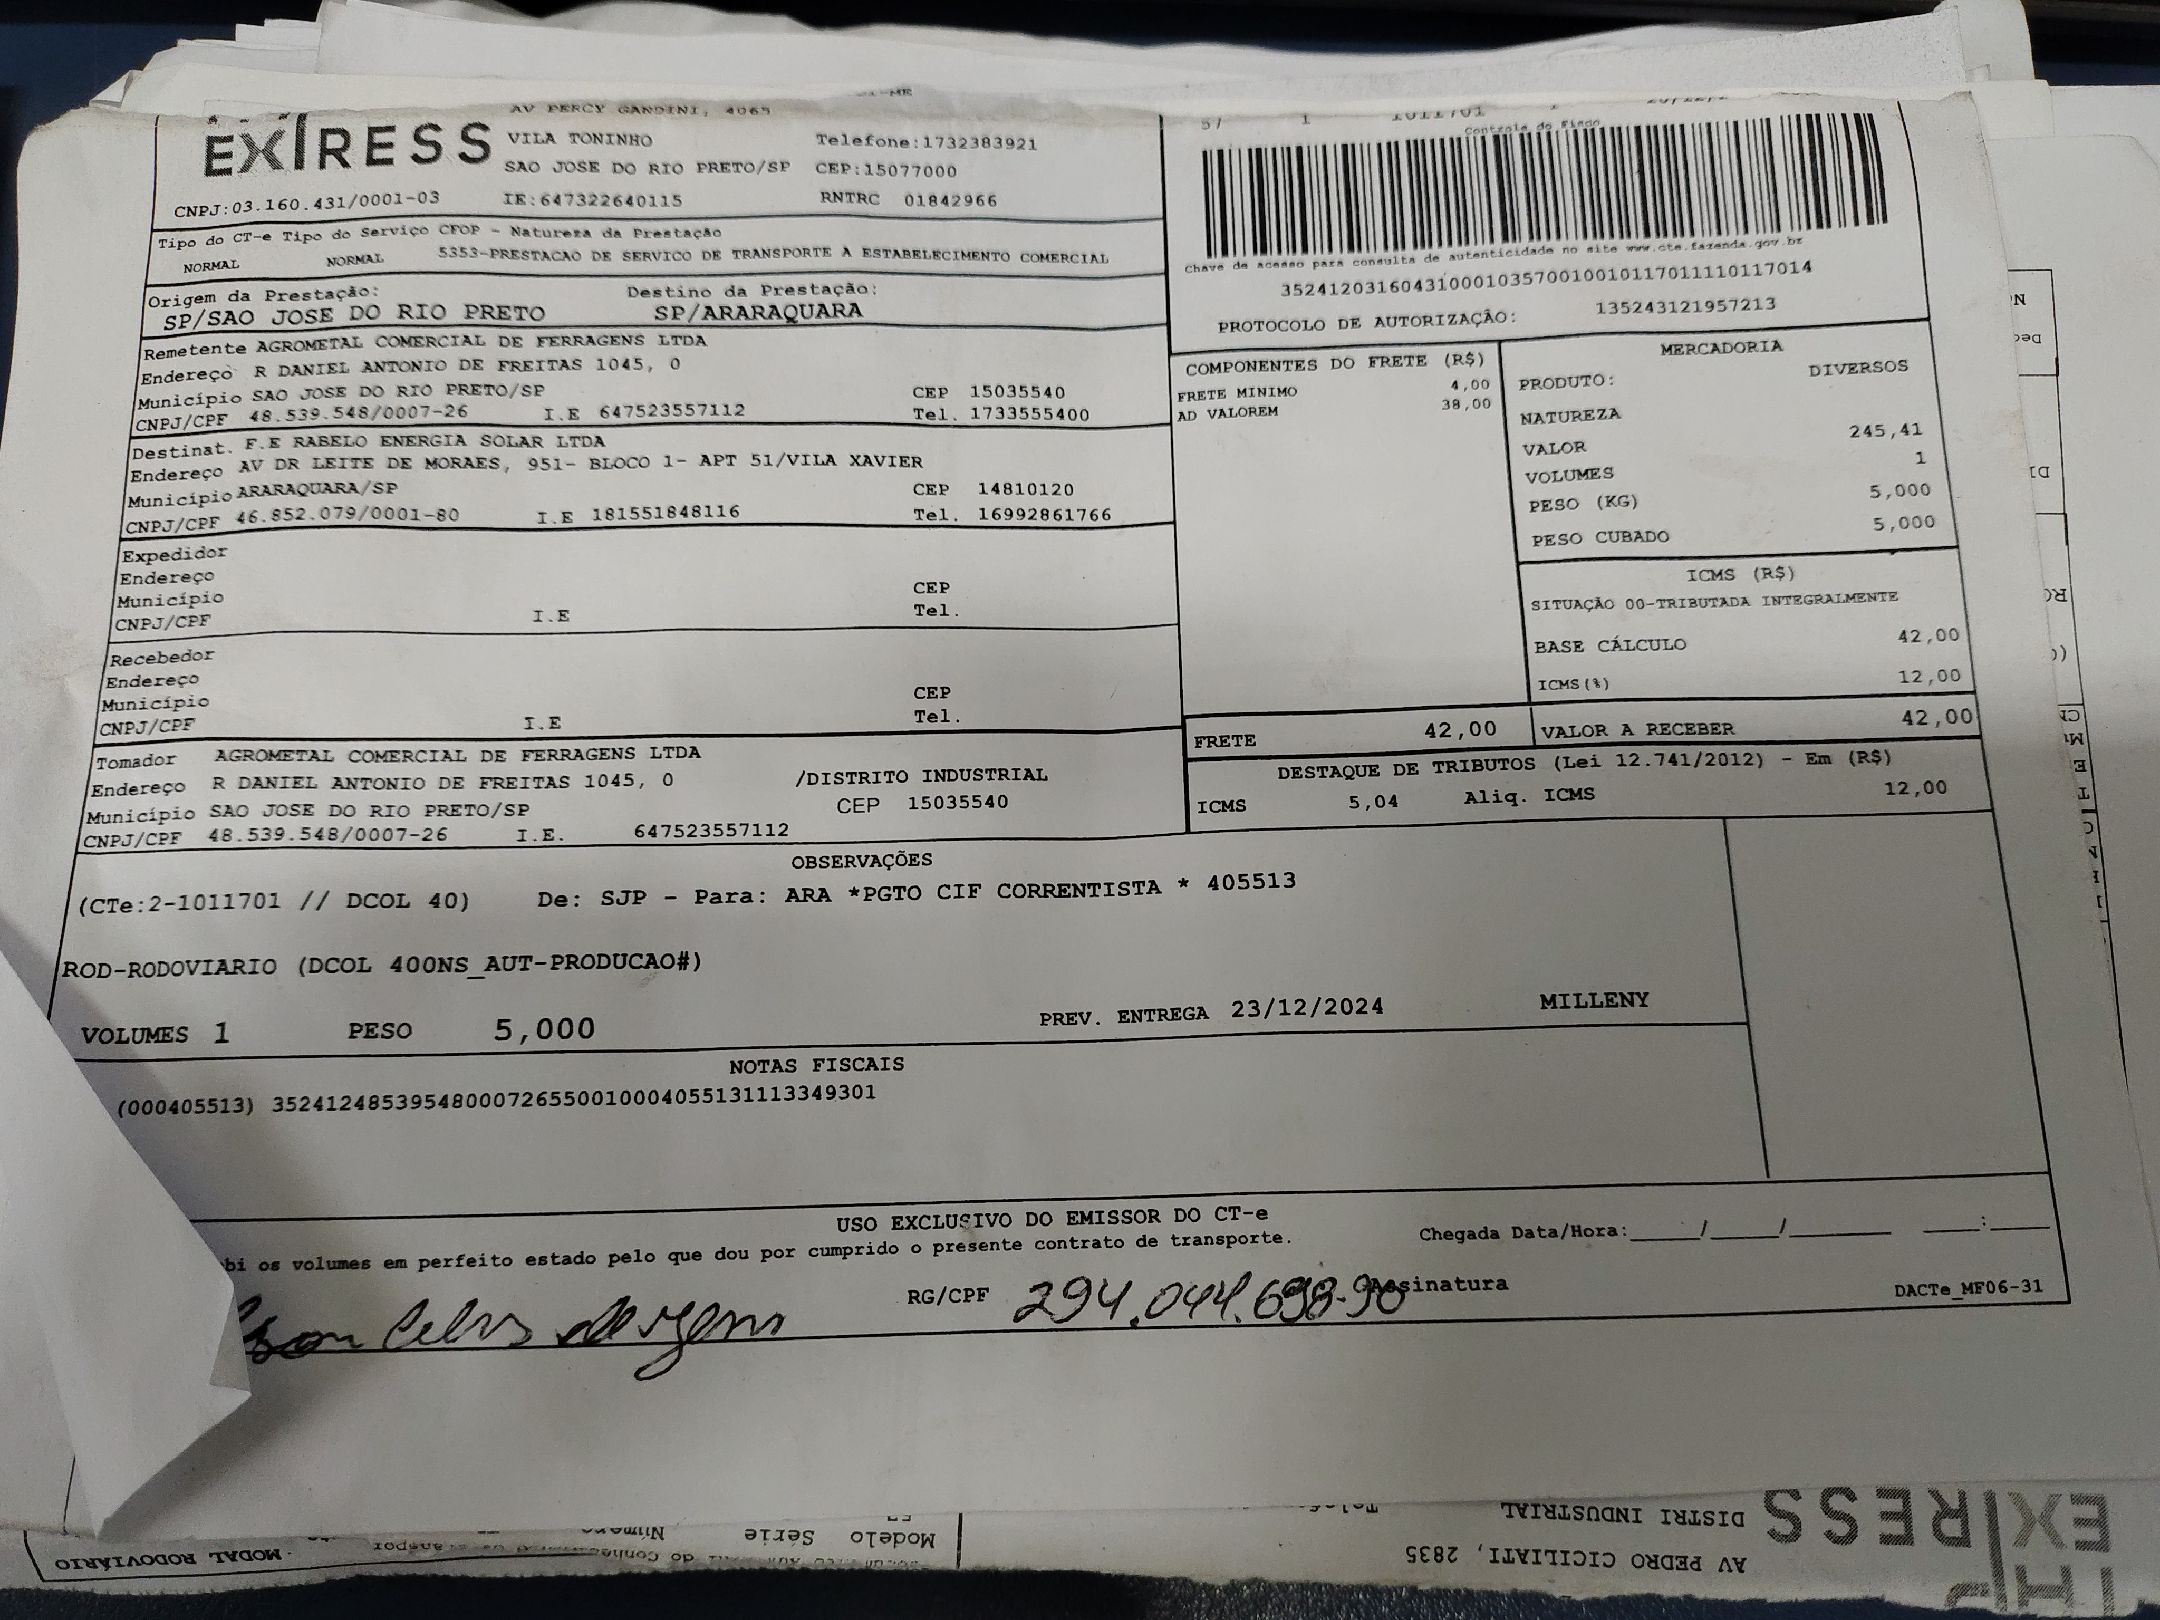 AV PERCY GANDINI, 4065
EXPRESS
VILA TONINHO Telefone:1732383921
SAO JOSE DO RIO PRETO/SP CEP:15077000
CNPJ:03.160.431/0001-03 IE:647322640115 RNTRC 01842966
57 1 1011701 1
Controle do Fisco
Chave de acesso para consulta de autenticidade no site www.cte.fazenda.gov.br
35241203160431000103570010010117011110117014
PROTOCOLO DE AUTORIZAÇÃO: 135243121957213
Tipo do CT-e Tipo do Serviço CFOP - Natureza da Prestação
NORMAL NORMAL 5353-PRESTACAO DE SERVICO DE TRANSPORTE A ESTABELECIMENTO COMERCIAL
Origem da Prestação: Destino da Prestação:
SP/SAO JOSE DO RIO PRETO SP/ARARAQUARA
Remetente AGROMETAL COMERCIAL DE FERRAGENS LTDA
Endereço R DANIEL ANTONIO DE FREITAS 1045, 0
Município SAO JOSE DO RIO PRETO/SP CEP 15035540
CNPJ/CPF 48.539.548/0007-26 I.E 647523557112 Tel. 1733555400
Destinat. F.E RABELO ENERGIA SOLAR LTDA
Endereço AV DR LEITE DE MORAES, 951- BLOCO 1- APT 51/VILA XAVIER
Município ARARAQUARA/SP CEP 14810120
CNPJ/CPF 46.852.079/0001-80 I.E 181551848116 Tel. 16992861766
Expedidor
Endereço
Município CEP
CNPJ/CPF I.E Tel.
Recebedor
Endereço
Município CEP
CNPJ/CPF I.E Tel.
Tomador AGROMETAL COMERCIAL DE FERRAGENS LTDA
Endereço R DANIEL ANTONIO DE FREITAS 1045, 0 /DISTRITO INDUSTRIAL
Município SAO JOSE DO RIO PRETO/SP CEP 15035540
CNPJ/CPF 48.539.548/0007-26 I.E. 647523557112
COMPONENTES DO FRETE (R$)
FRETE MINIMO 4,00
AD VALOREM 38,00
MERCADORIA
PRODUTO: DIVERSOS
NATUREZA
VALOR 245,41
VOLUMES 1
PESO (KG) 5,000
PESO CUBADO 5,000
ICMS (R$)
SITUAÇÃO 00-TRIBUTADA INTEGRALMENTE
BASE CÁLCULO 42,00
ICMS(%) 12,00
FRETE 42,00 VALOR A RECEBER 42,00
DESTAQUE DE TRIBUTOS (Lei 12.741/2012) - Em (R$)
ICMS 5,04 Aliq. ICMS 12,00
OBSERVAÇÕES
(CTe:2-1011701 // DCOL 40) De: SJP - Para: ARA *PGTO CIF CORRENTISTA * 405513
ROD-RODOVIARIO (DCOL 400NS_AUT-PRODUCAO#)
VOLUMES 1 PESO 5,000 PREV. ENTREGA 23/12/2024 MILLENY
NOTAS FISCAIS
(000405513) 35241248539548000726550010004055131113349301
USO EXCLUSIVO DO EMISSOR DO CT-e
bi os volumes em perfeito estado pelo que dou por cumprido o presente contrato de transporte. Chegada Data/Hora:_____/_____/_______ ____:____
RG/CPF 294.044.698-90 Assinatura
DACTe_MF06-31
EXPRESS
AV PEDRO CICILIATI, 2835
DISTRI INDUSTRIAL
Modelo Série Número
MODAL RODOVIÁRIO